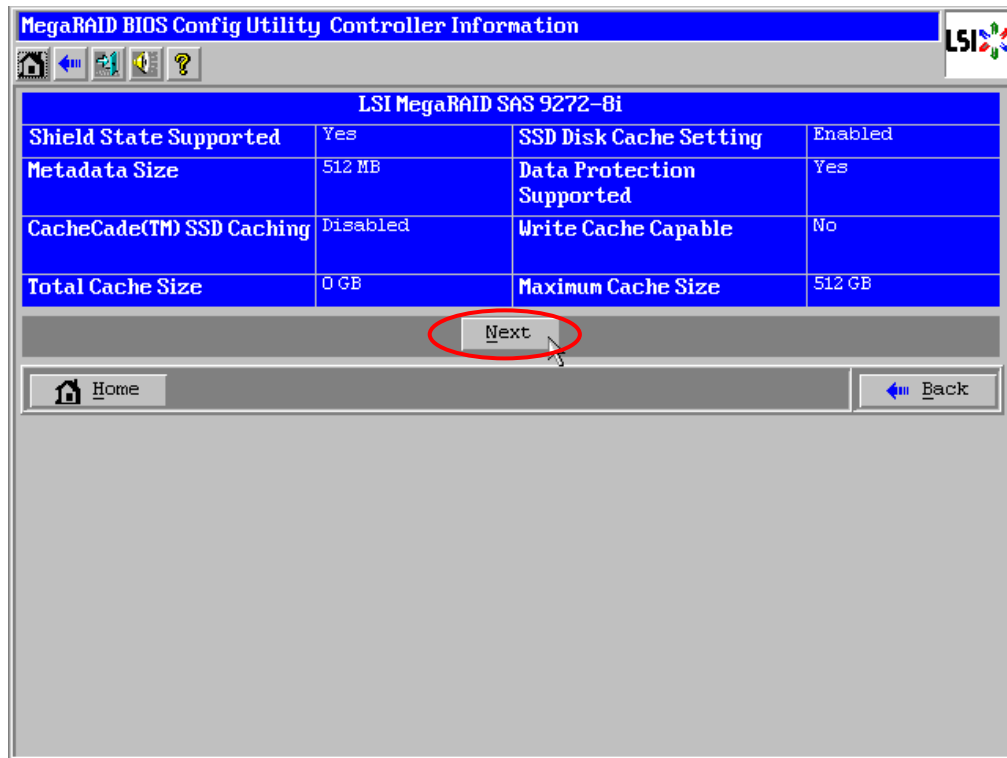 MegaRAID BIOS Config Utility Controller Information
LSI
LSI MegaRAID SAS 9272-8i
Shield State Supported Yes SSD Disk Cache Setting Enabled
Metadata Size 512 MB Data Protection Supported Yes
CacheCade(TM) SSD Caching Disabled Write Cache Capable No
Total Cache Size 0 GB Maximum Cache Size 512 GB
Next
Home Back